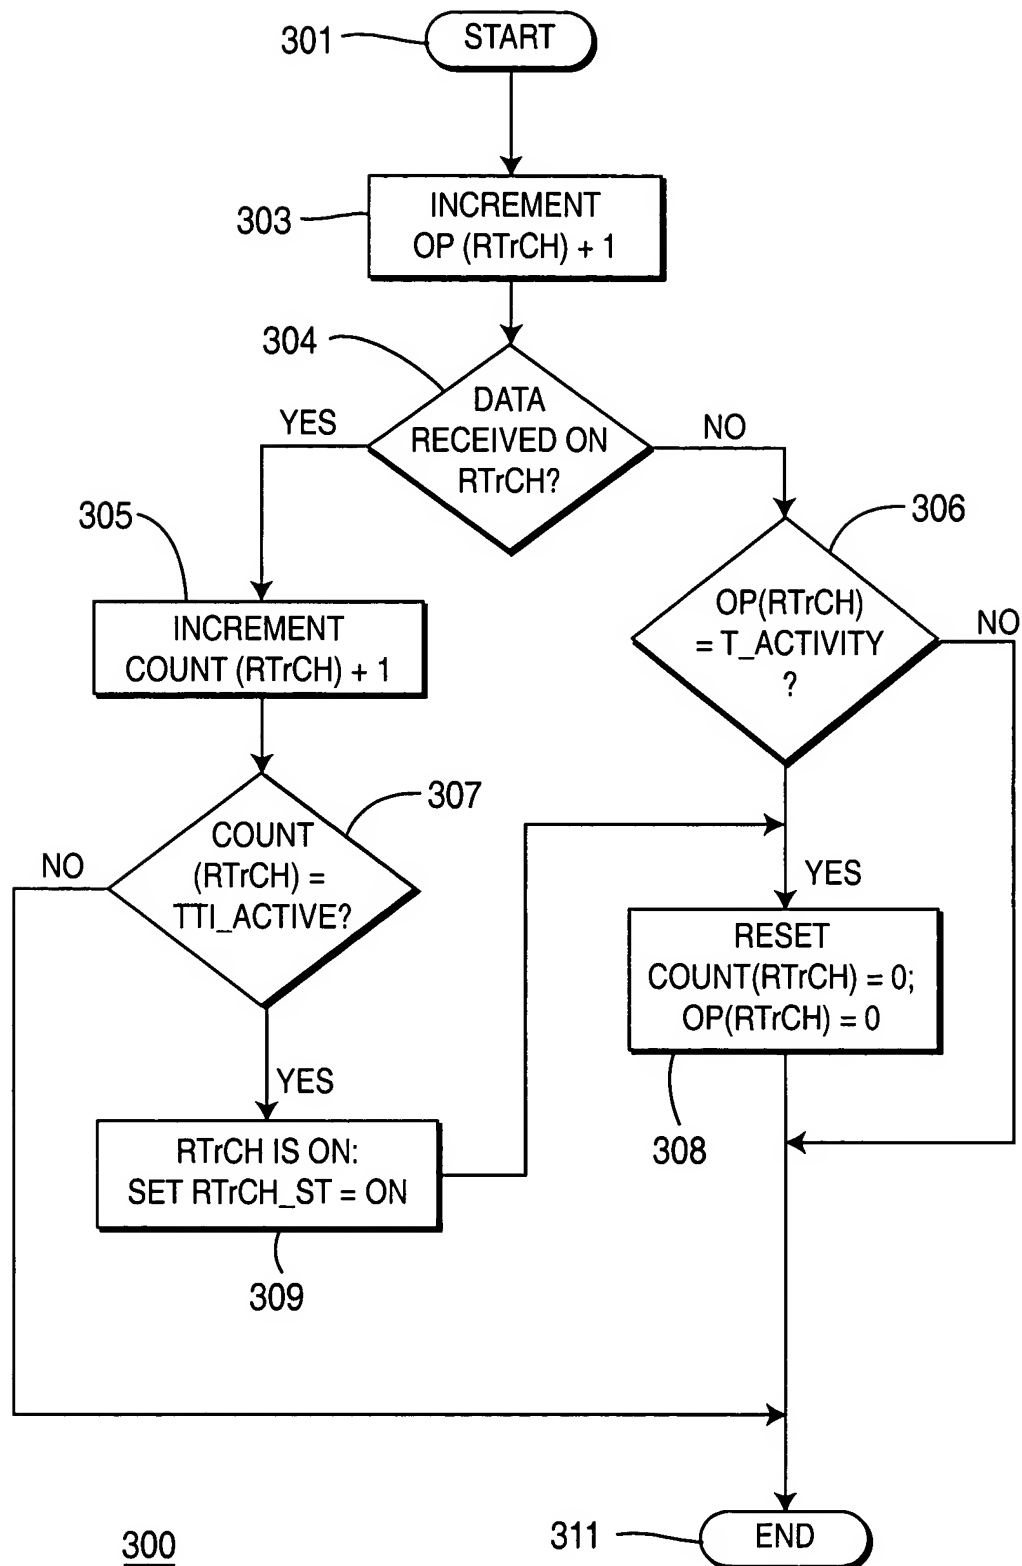 301
START
303
INCREMENT
OP (RTrCH) + 1
304
DATA
RECEIVED ON
RTrCH?
YES
NO
305
INCREMENT
COUNT (RTrCH) + 1
306
OP(RTrCH)
= T_ACTIVITY
?
NO
307
COUNT
(RTrCH) =
TTI_ACTIVE?
NO
YES
YES
RESET
COUNT(RTrCH) = 0;
OP(RTrCH) = 0
308
RTrCH IS ON:
SET RTrCH_ST = ON
309
300
311
END